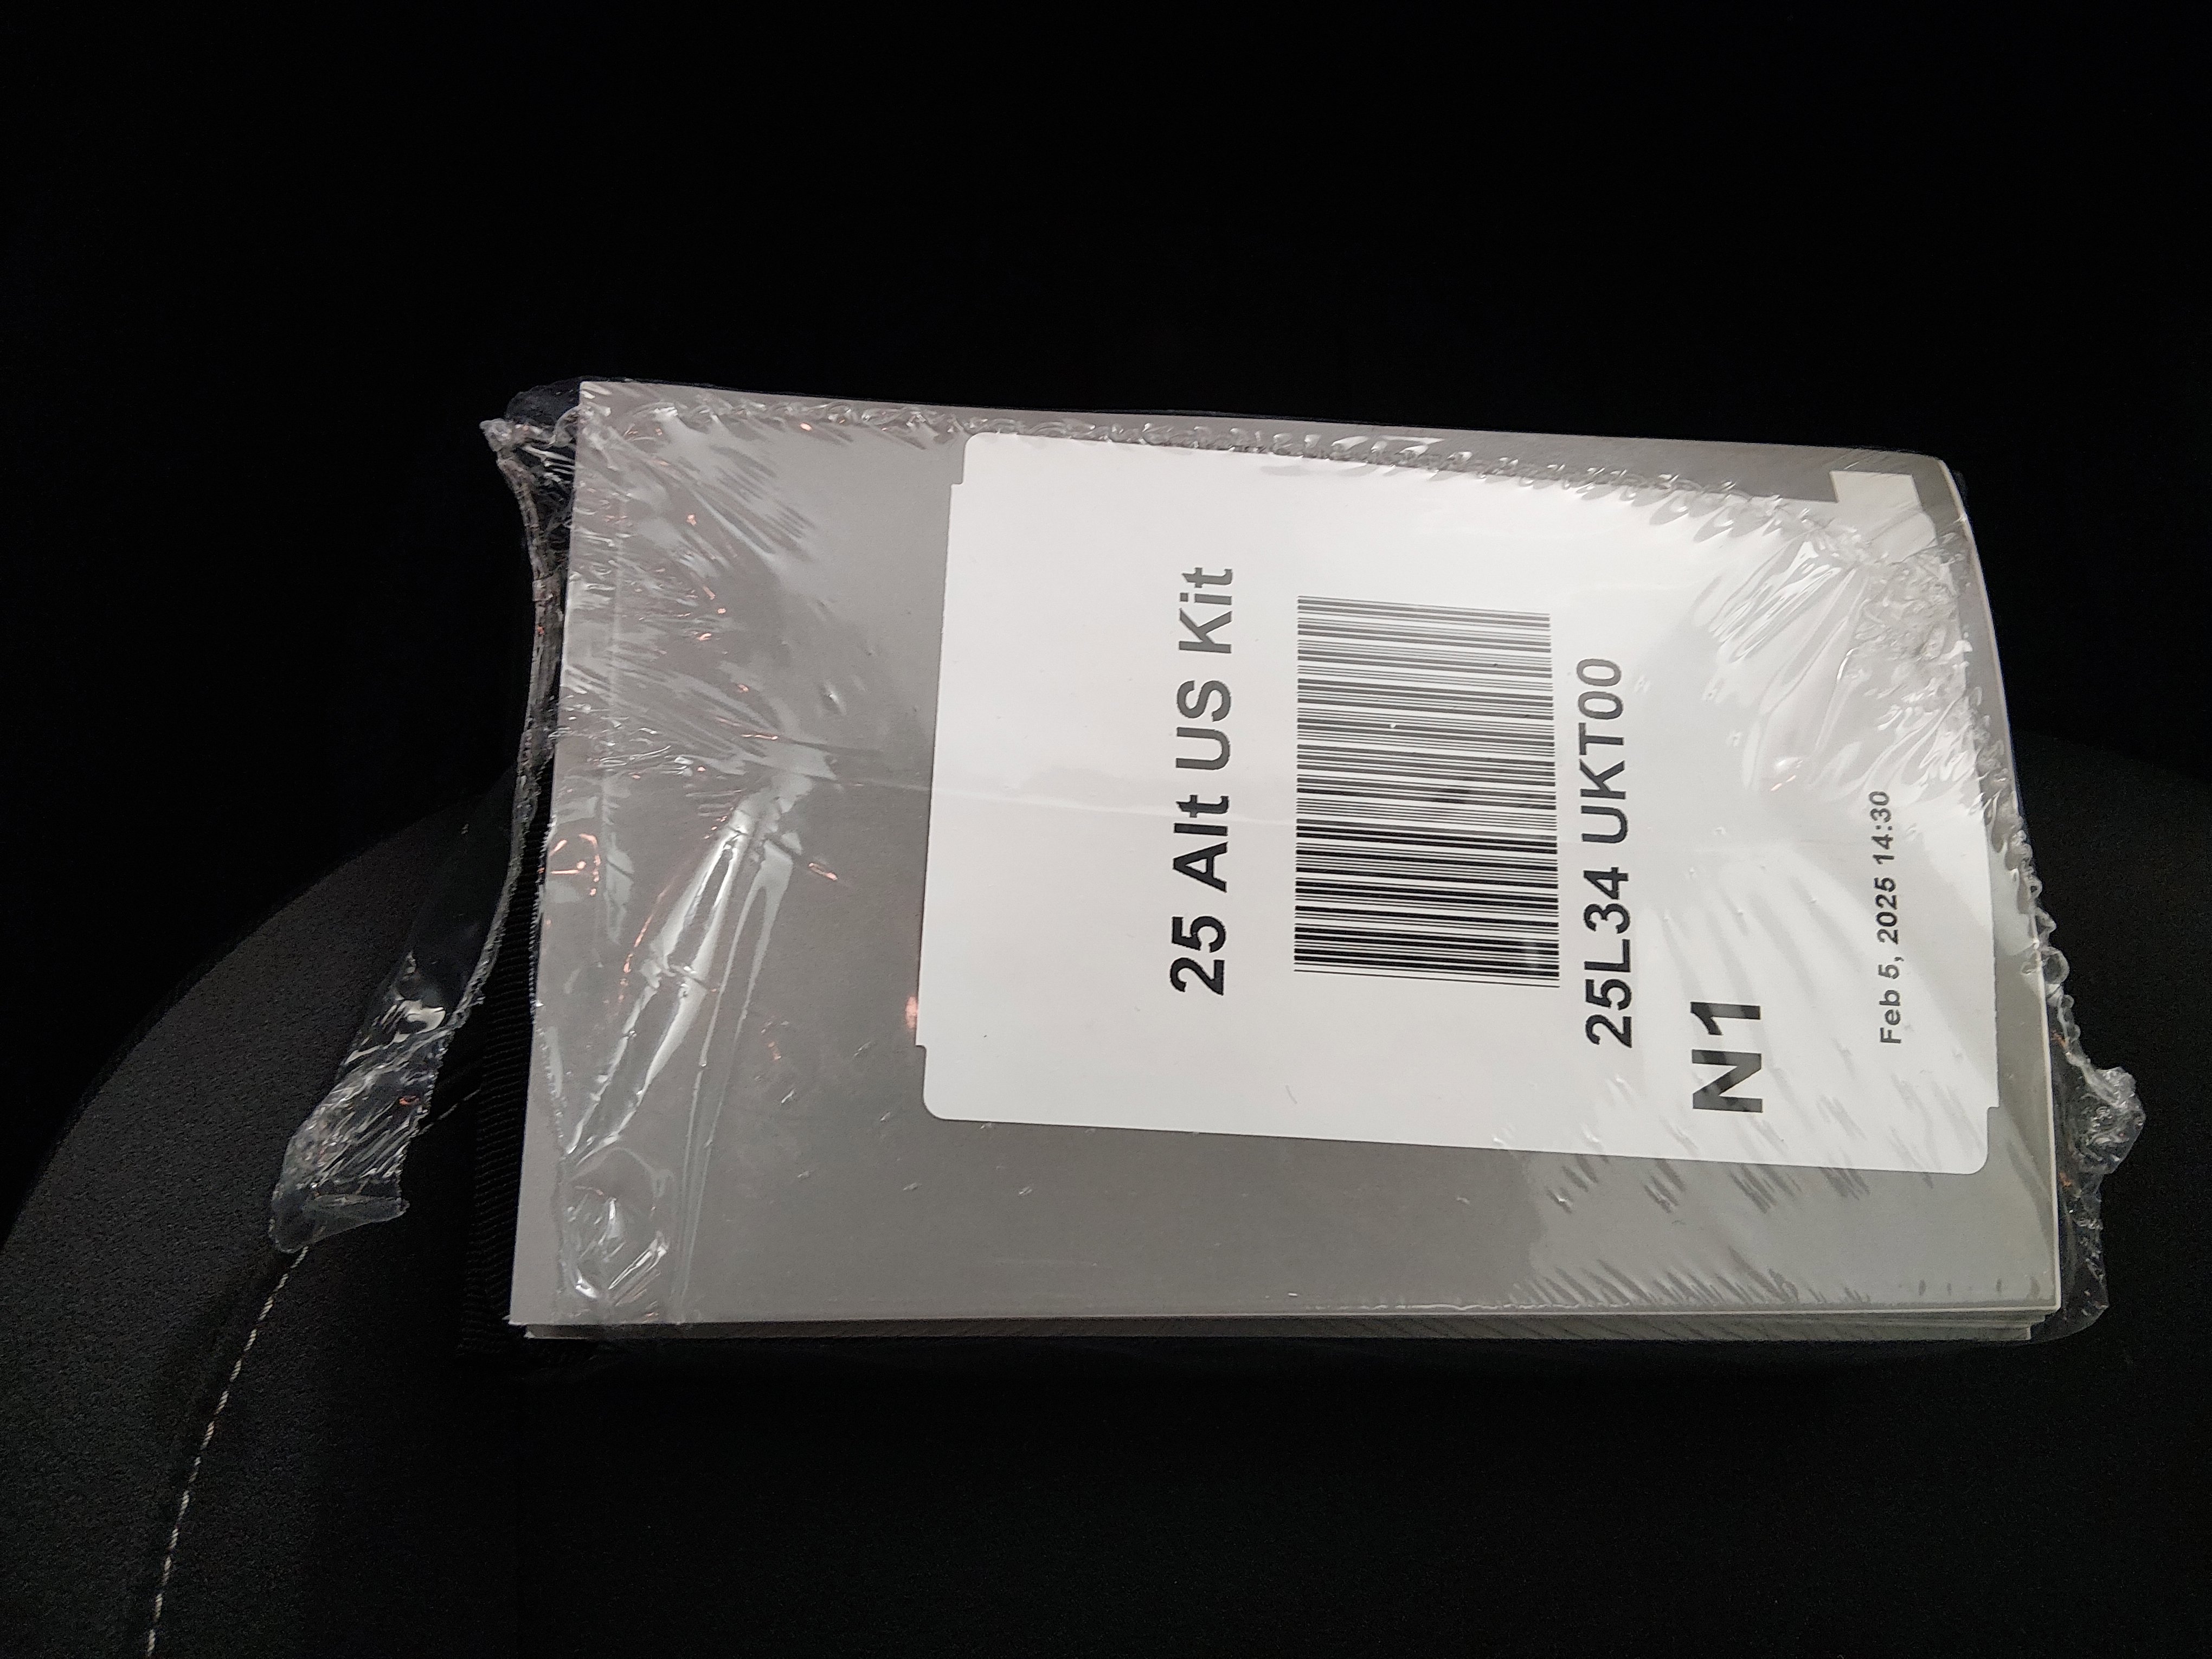 25 Alt US Kit
25L34 UKT00
N1
Feb 5, 2025 14:30